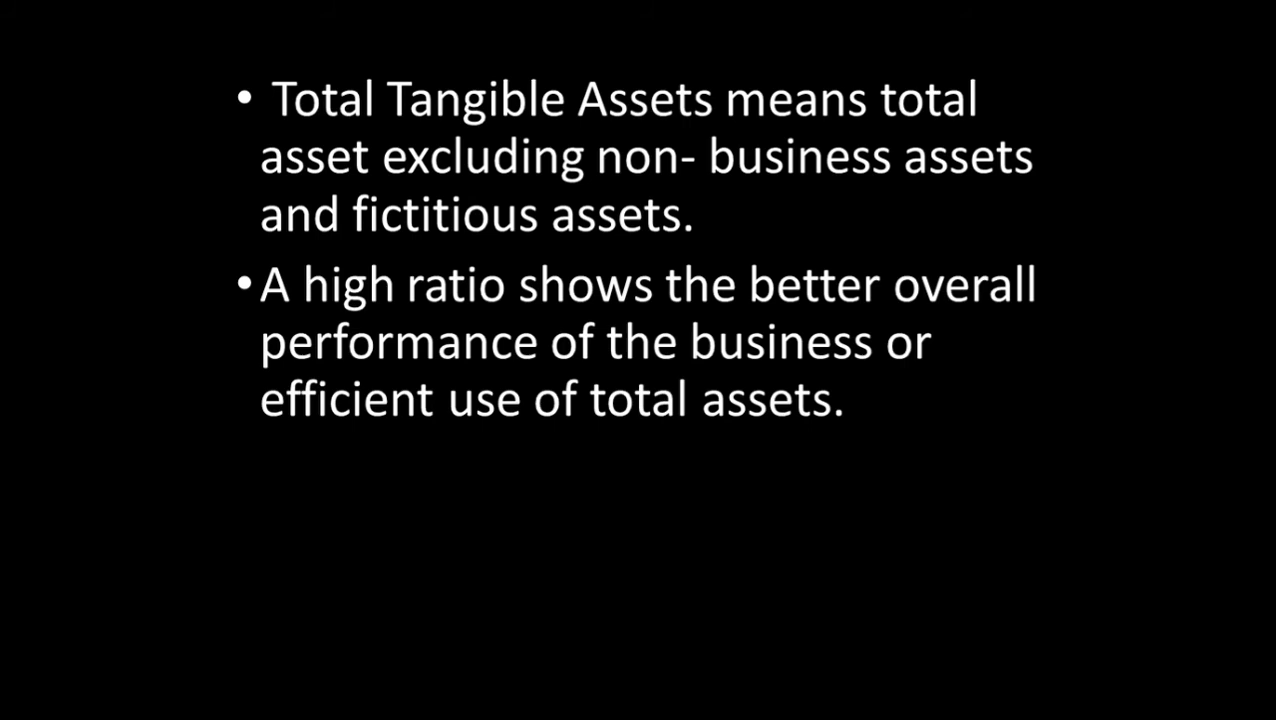 • Total Tangible Assets means total
asset excluding non- business assets
and fictitious assets.
• A high ratio shows the better overall
performance of the business or
efficient use of total assets.